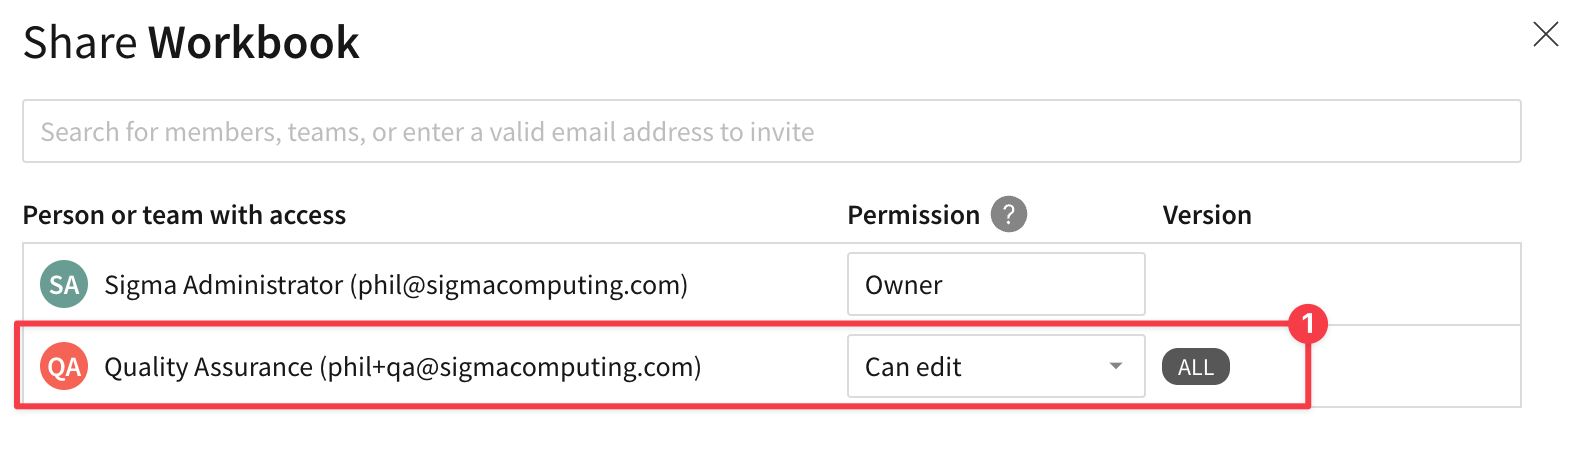 Share Workbook
Search for members, teams, or enter a valid email address to invite
Person or team with access Permission ? Version
SA Sigma Administrator (phil@sigmacomputing.com) Owner
1
QA Quality Assurance (phil+qa@sigmacomputing.com) Can edit ALL